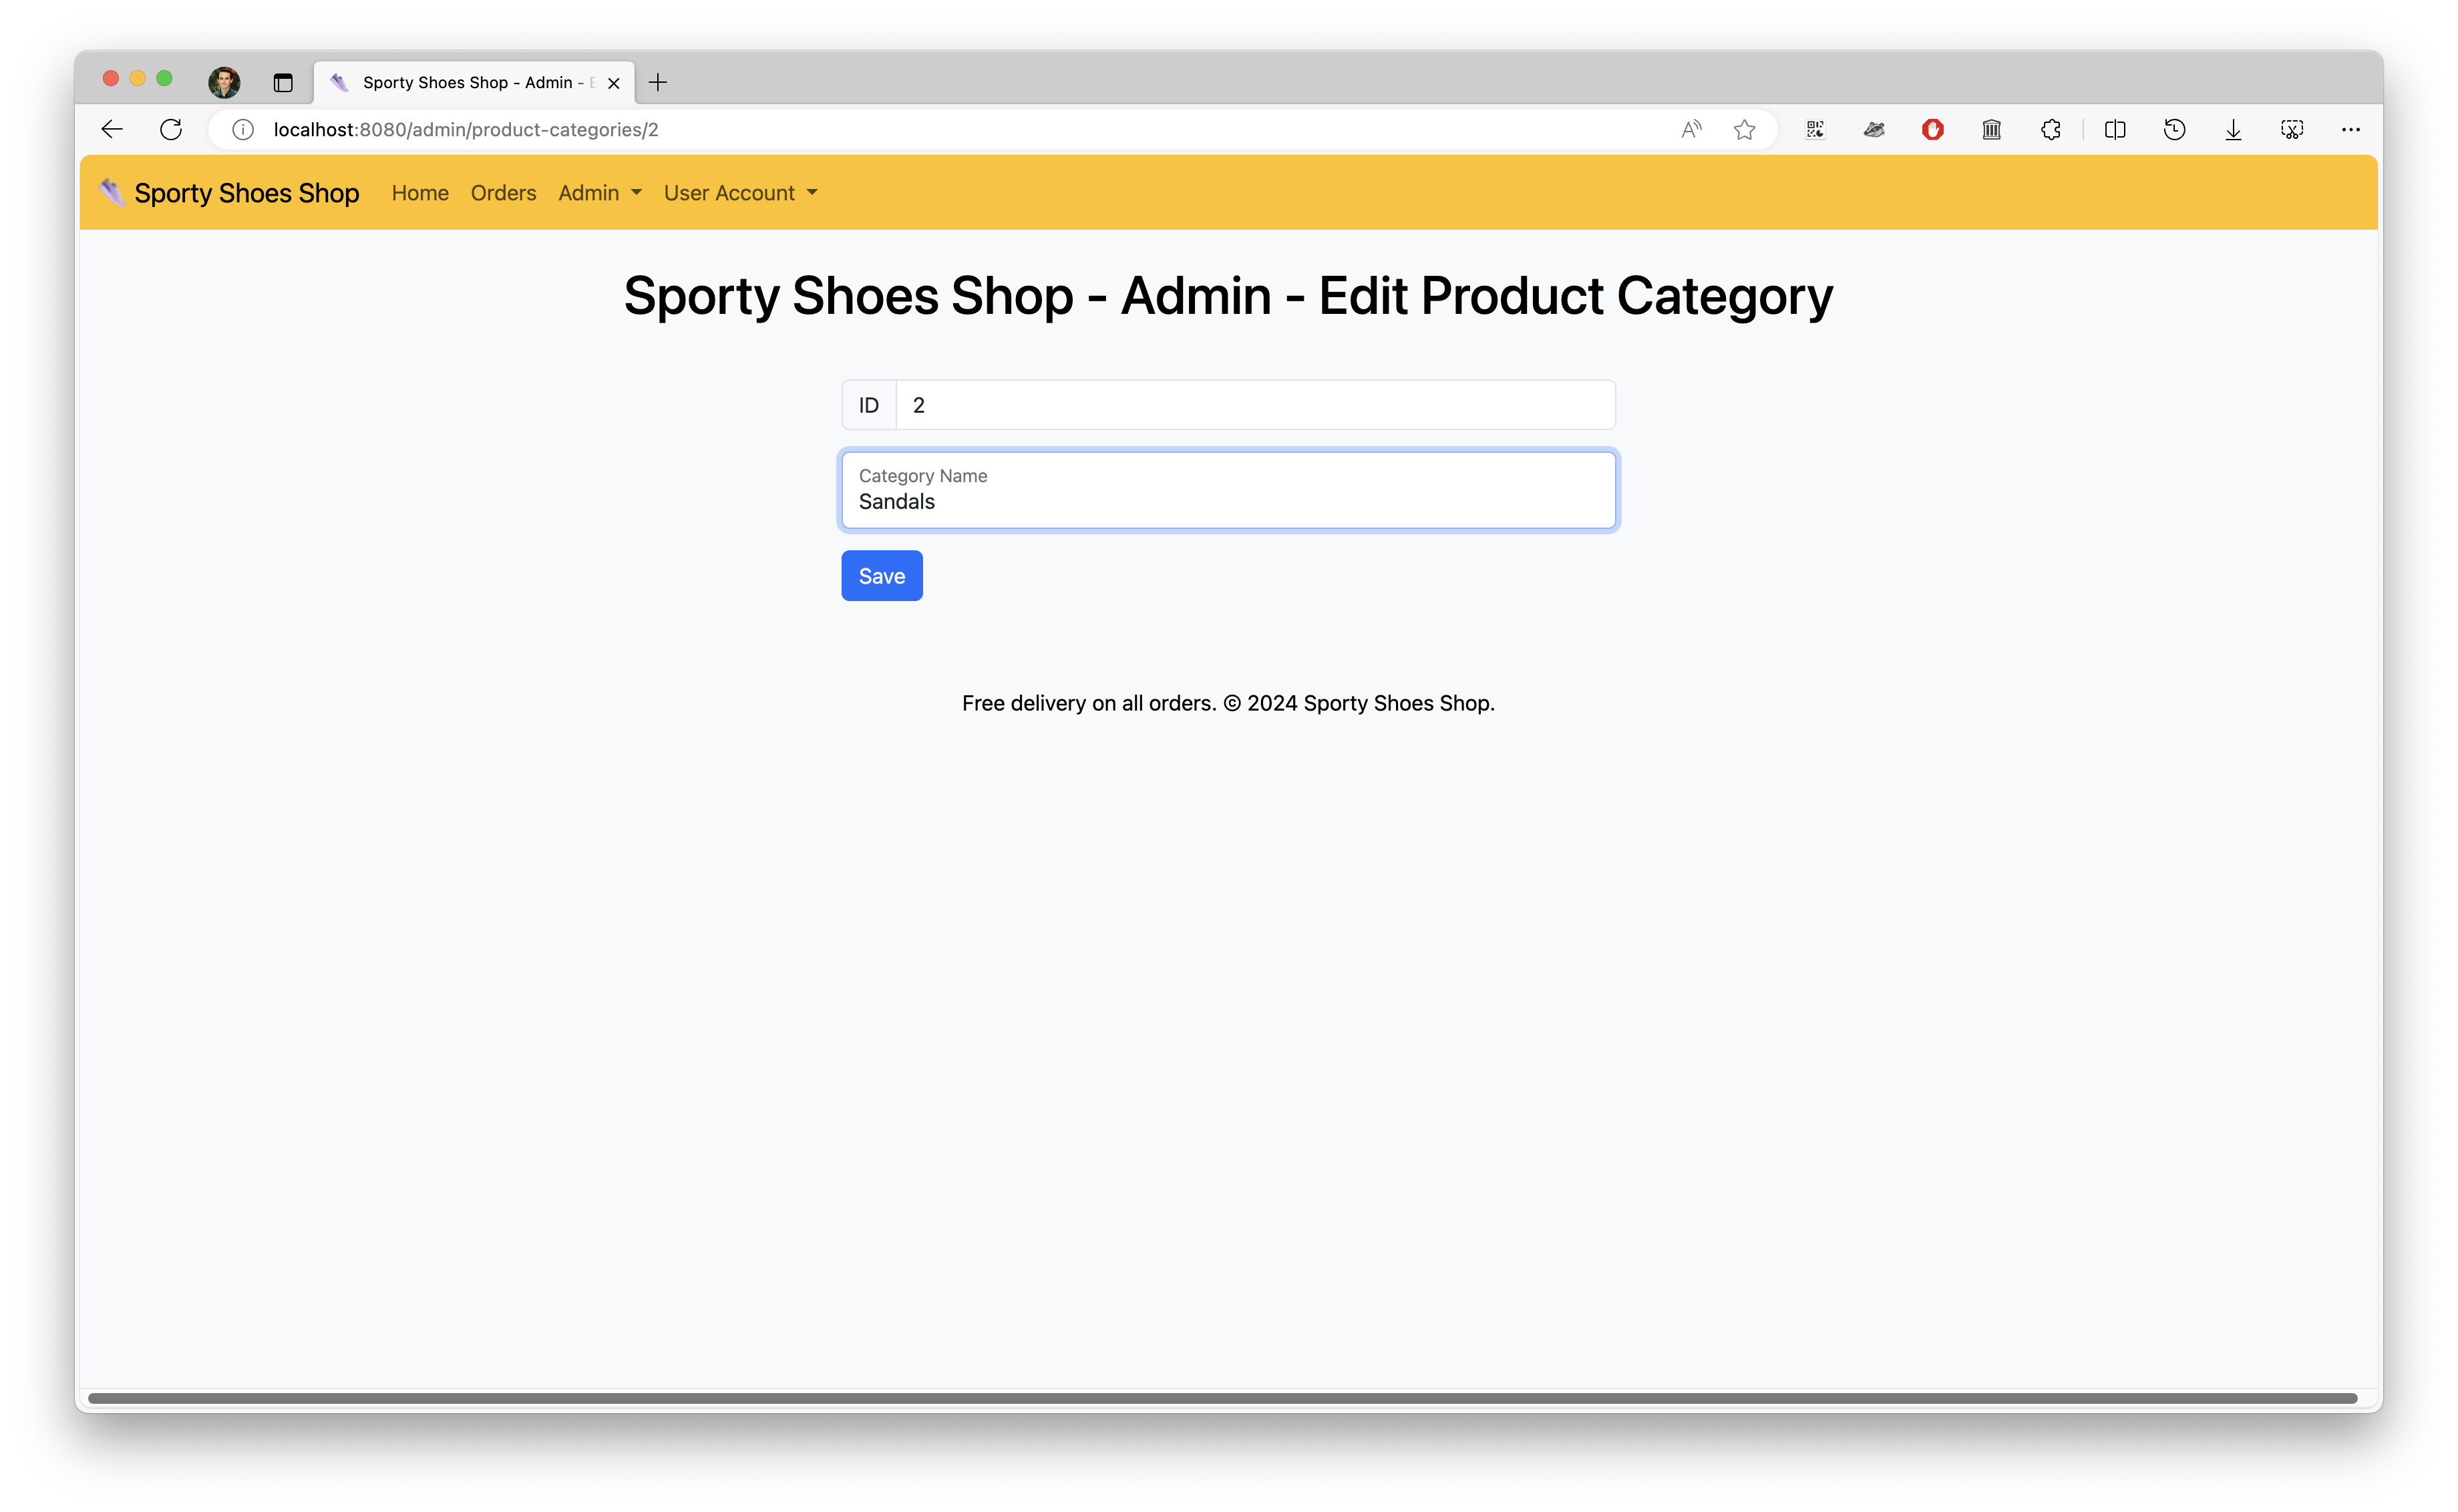 Sporty Shoes Shop - Admin -
localhost:8080/admin/product-categories/2
Sporty Shoes Shop Home Orders Admin User Account
Sporty Shoes Shop - Admin - Edit Product Category
ID 2
Category Name
Sandals
Save
Free delivery on all orders. © 2024 Sporty Shoes Shop.